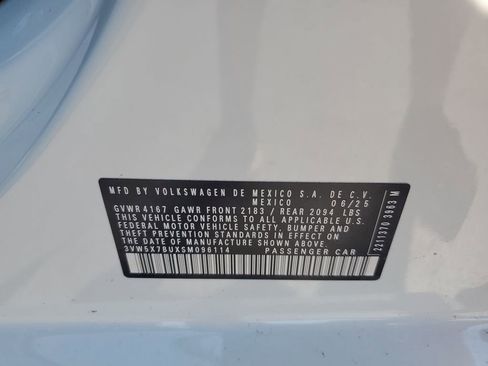 MFD BY VOLKSWAGEN DE MEXICO S.A. DE C.V.
MEXICO 06/25
GVWR 4167 GAWR FRONT 2183 / REAR 2094 LBS
THIS VEHICLE CONFORMS TO ALL APPLICABLE U.S.
FEDERAL MOTOR VEHICLE SAFETY, BUMPER AND
THEFT PREVENTION STANDARDS IN EFFECT ON
THE DATE OF MANUFACTURE SHOWN ABOVE
3VW5X7BUXSM096114 PASSENGER CAR
2211370 3963 M